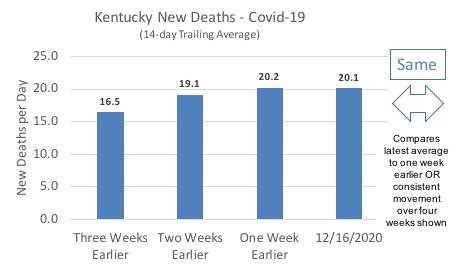 Kentucky New Deaths - Covid-19
(14-day Trailing Average)
25.0
20.0
15.0
10.0
5.0
0.0
New Deaths per Day
16.5
19.1
20.2
20.1
Three Weeks
Earlier
Two Weeks
Earlier
One Week
Earlier
12/16/2020
Same
Compares
latest average
to one week
earlier OR
consistent
movement
over four
weeks shown